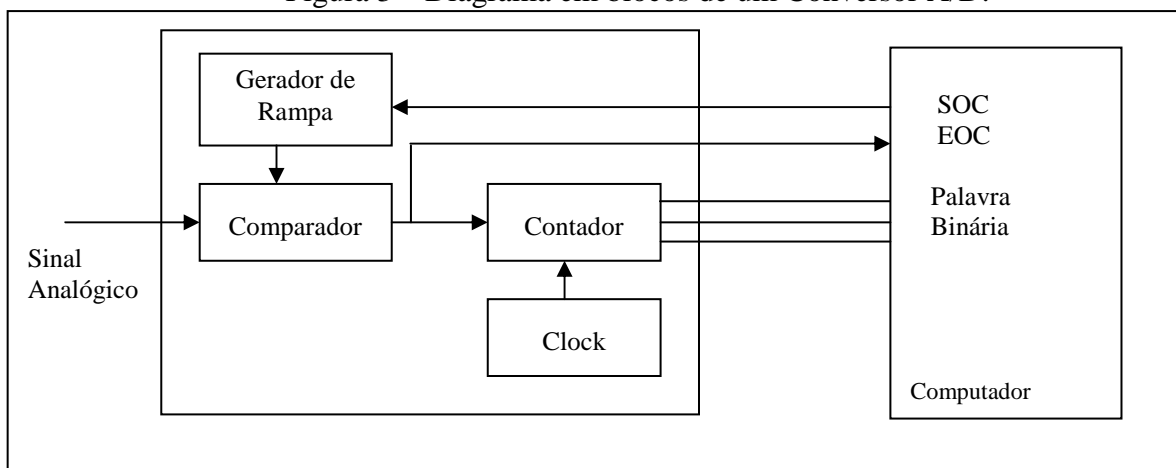 Figura 3 – Diagrama em blocos de um Conversor A/D.
Gerador de
Rampa
SOC
EOC
Comparador
Contador
Palavra
Binária
Sinal
Analógico
Clock
Computador